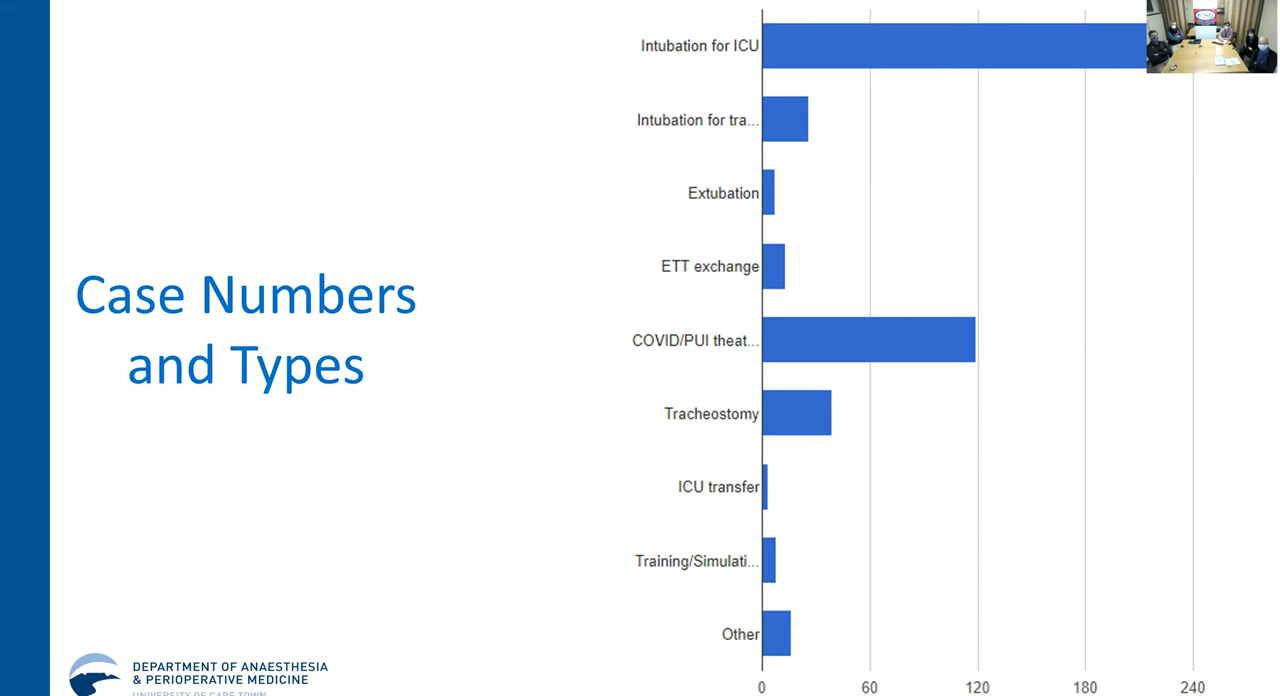 Case Numbers
and Types
Intubation for ICU
Intubation for tra...
Extubation
ETT exchange
COVID/PUI theat...
Tracheostomy
ICU transfer
Training/Simulati...
Other
0 60 120 180 240
DEPARTMENT OF ANAESTHESIA
& PERIOPERATIVE MEDICINE
UNIVERSITY OF CAPE TOWN